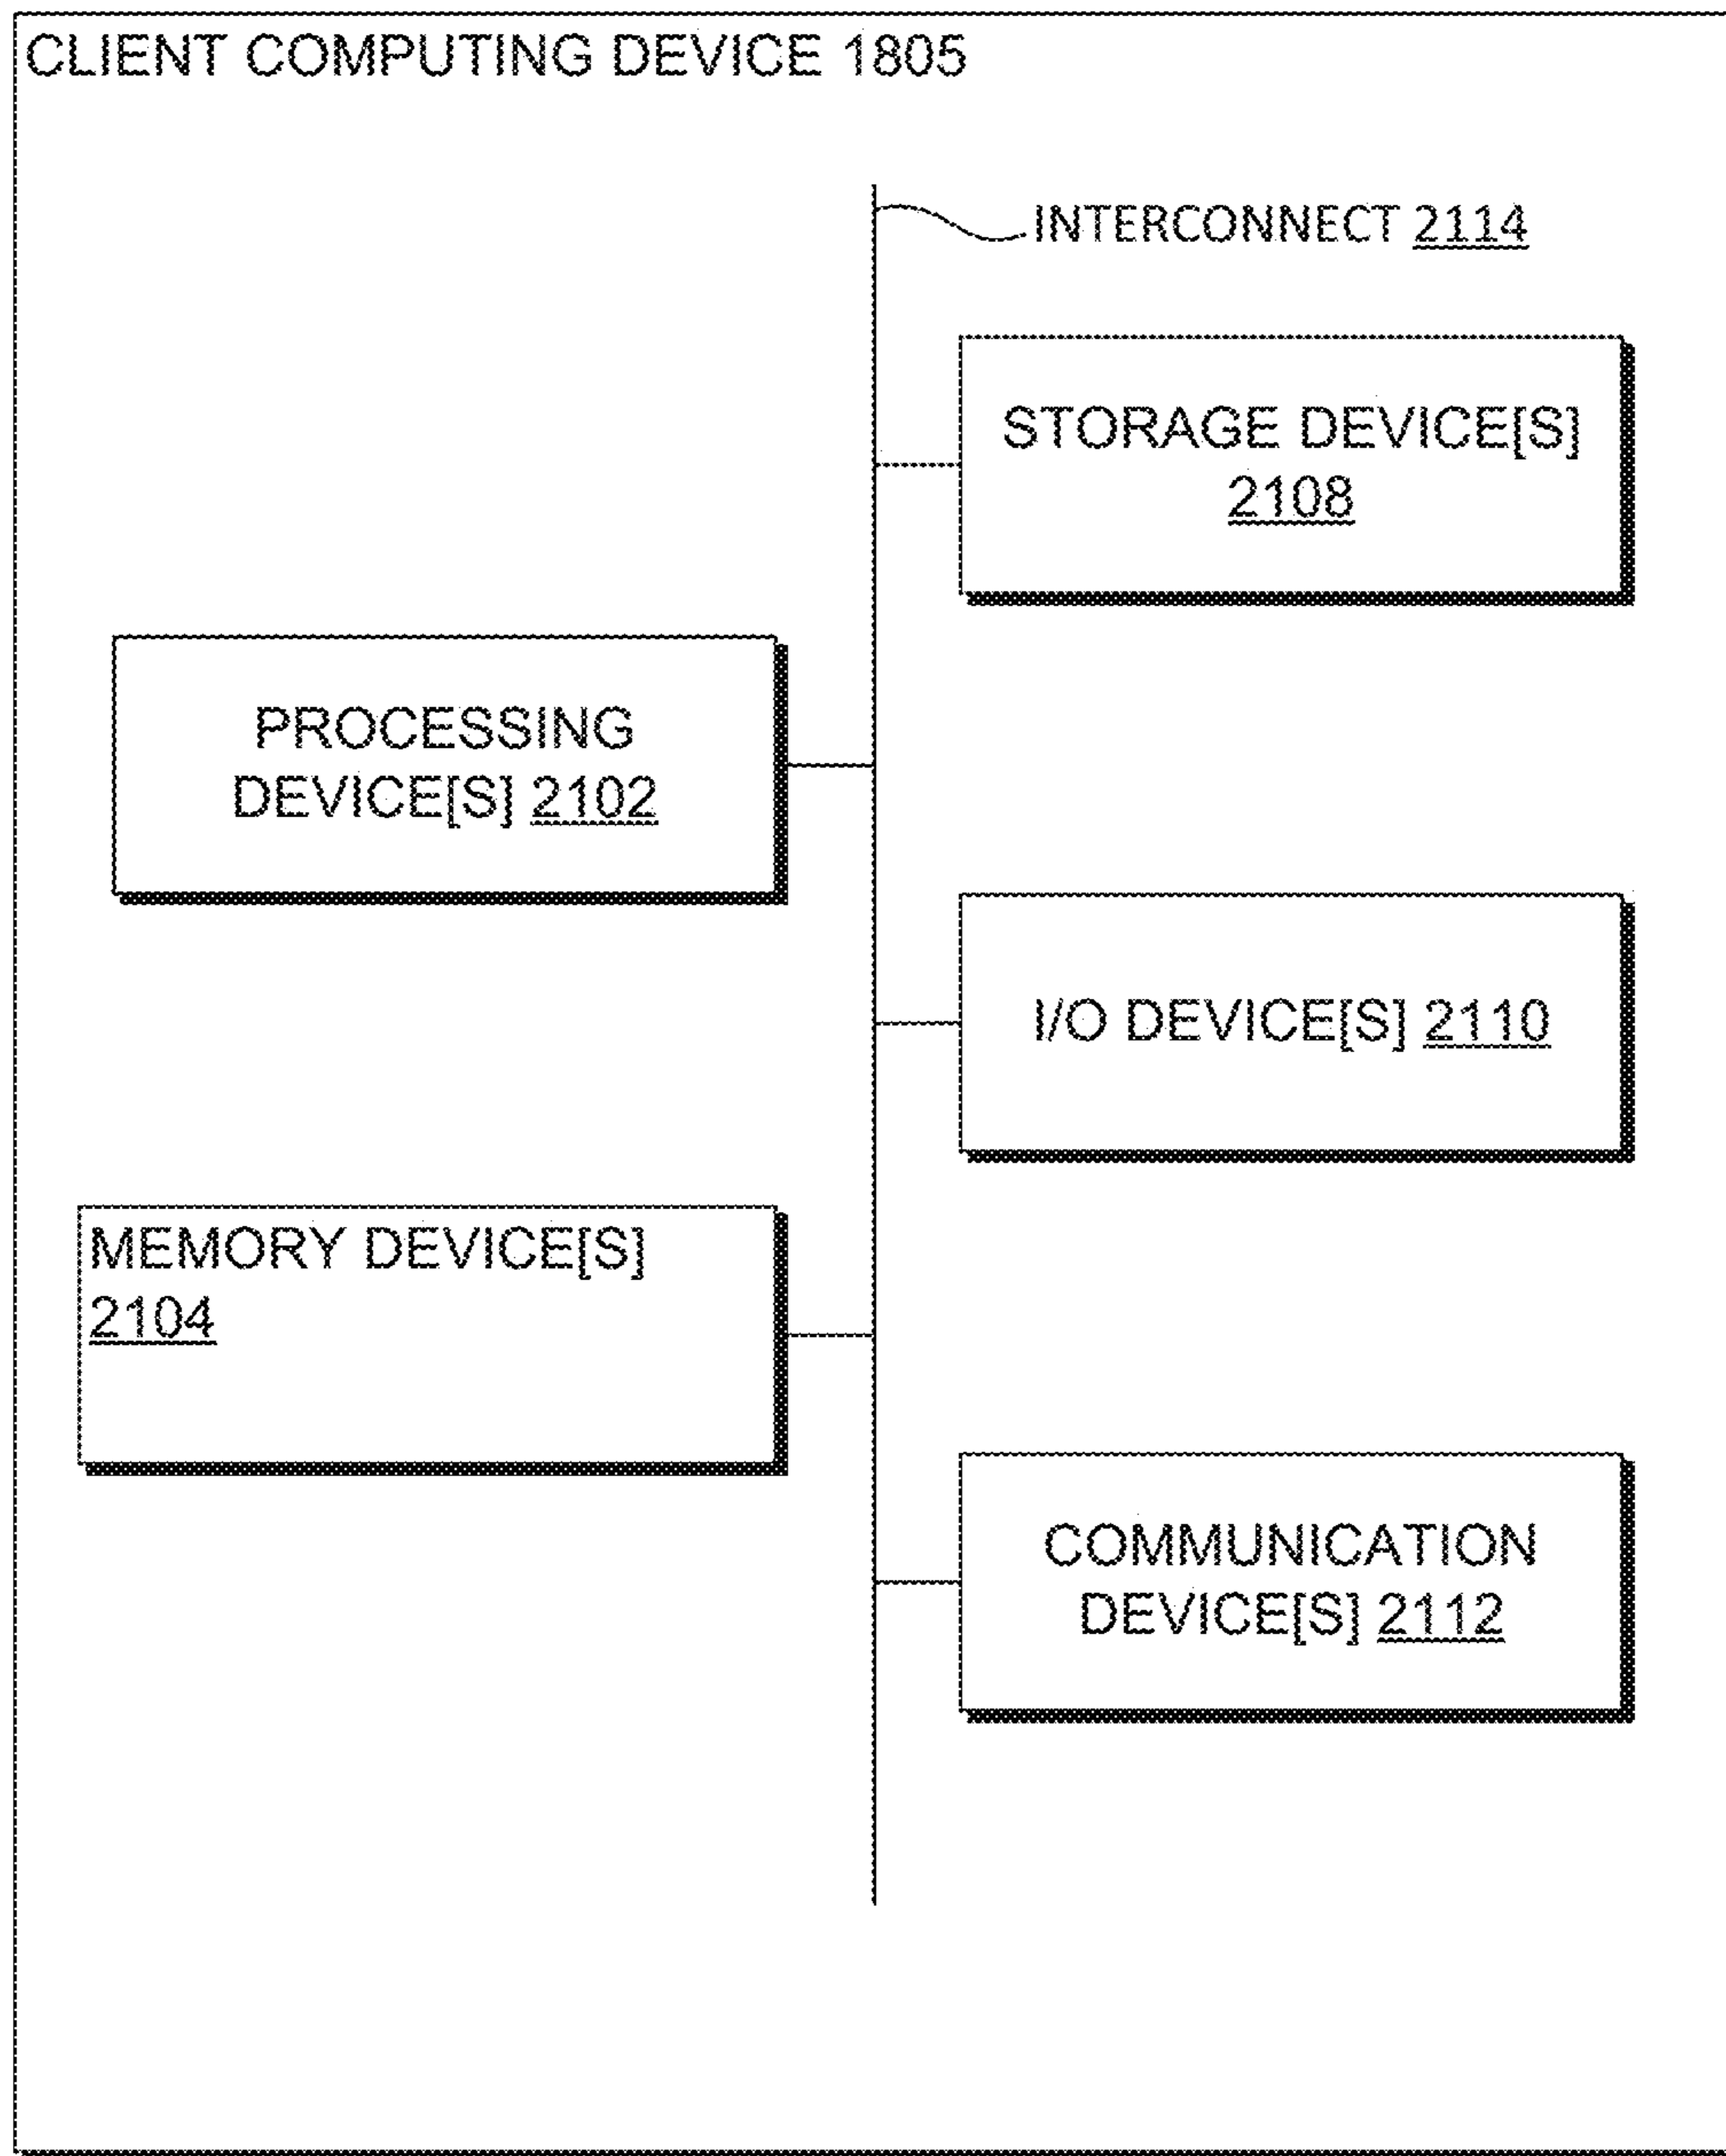 CLIENT COMPUTING DEVICE 1805
INTERCONNECT 2114
STORAGE DEVICE[S]
2108
PROCESSING
DEVICE[S] 2102
I/O DEVICE[S] 2110
MEMORY DEVICE[S]
2104
COMMUNICATION
DEVICE[S] 2112